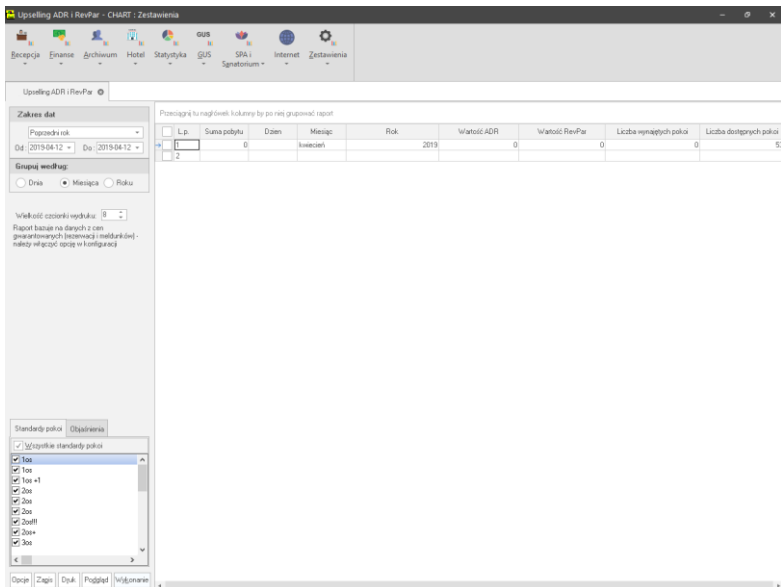 Upselling ADR i RevPar - CHART : Zestawienia
Recepcja Finanse Archiwum Hotel Statystyka GUS SPA i Sanatorium Internet Zestawienia
GUS
Upselling ADR i RevPar
Zakres dat
Poprzedni rok
Od: 2019-04-12 Do: 2019-04-12
Grupuj według:
Dnia Miesiąca Roku
Wielkość czcionki wydruku: 8
Raport bazuje na danych z cen
gwarantowanych (rezerwacji i meldunków) -
należy włączyć opcję w konfiguracji
Przeciągnij tu nagłówek kolumny by po niej grupować raport
L.p. Suma pobytu Dzien Miesiąc Rok Wartość ADR Wartość RevPar Liczba wynajętych pokoi Liczba dostępnych pokoi
1 0 kwiecień 2019 0 0 0
2
Standardy pokoi Objaśnienia
Wszystkie standardy pokoi
1os
1os
1os +1
2os
2os
2os
2os!!!
2os+
3os
Opcje Zapis Druk Podgląd Wykonanie